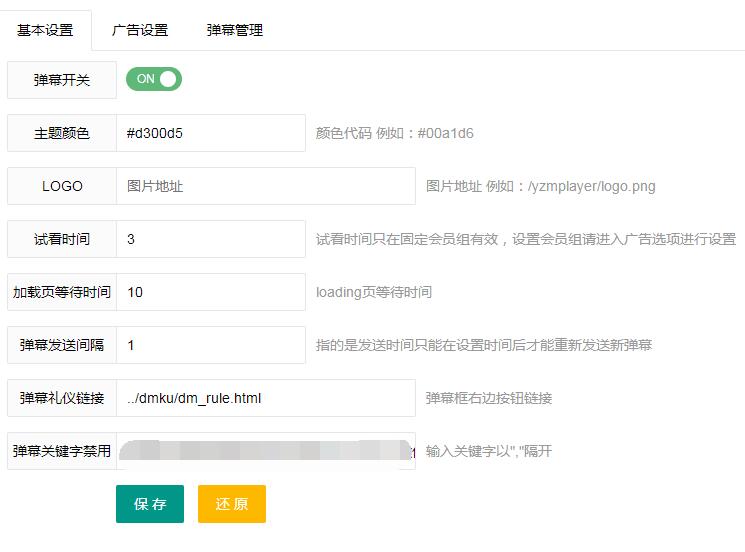 基本设置 广告设置 弹幕管理
弹幕开关 ON
主题颜色 #d300d5 颜色代码 例如：#00a1d6
LOGO 图片地址 图片地址 例如：/yzmplayer/logo.png
试看时间 3 试看时间只在固定会员组有效，设置会员组请进入广告选项进行设置
加载页等待时间 10 loading页等待时间
弹幕发送间隔 1 指的是发送时间只能在设置时间后才能重新发送新弹幕
弹幕礼仪链接 ../dmku/dm_rule.html 弹幕框右边按钮链接
弹幕关键字禁用 输入关键字以","隔开
保存 还原